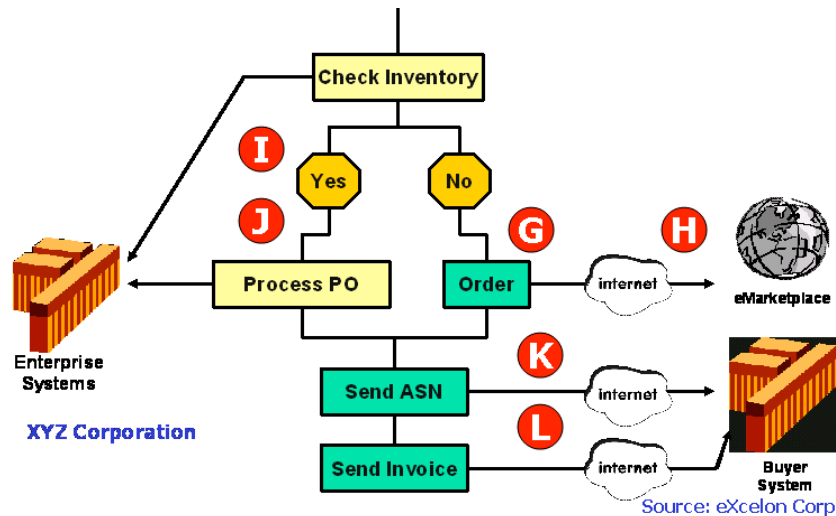 Check Inventory
I
Yes
No
J
G
H
Process PO
Order
internet
eMarketplace
Enterprise
Systems
K
Send ASN
internet
XYZ Corporation
L
Send Invoice
internet
Buyer
System
Source: eXcelon Corp